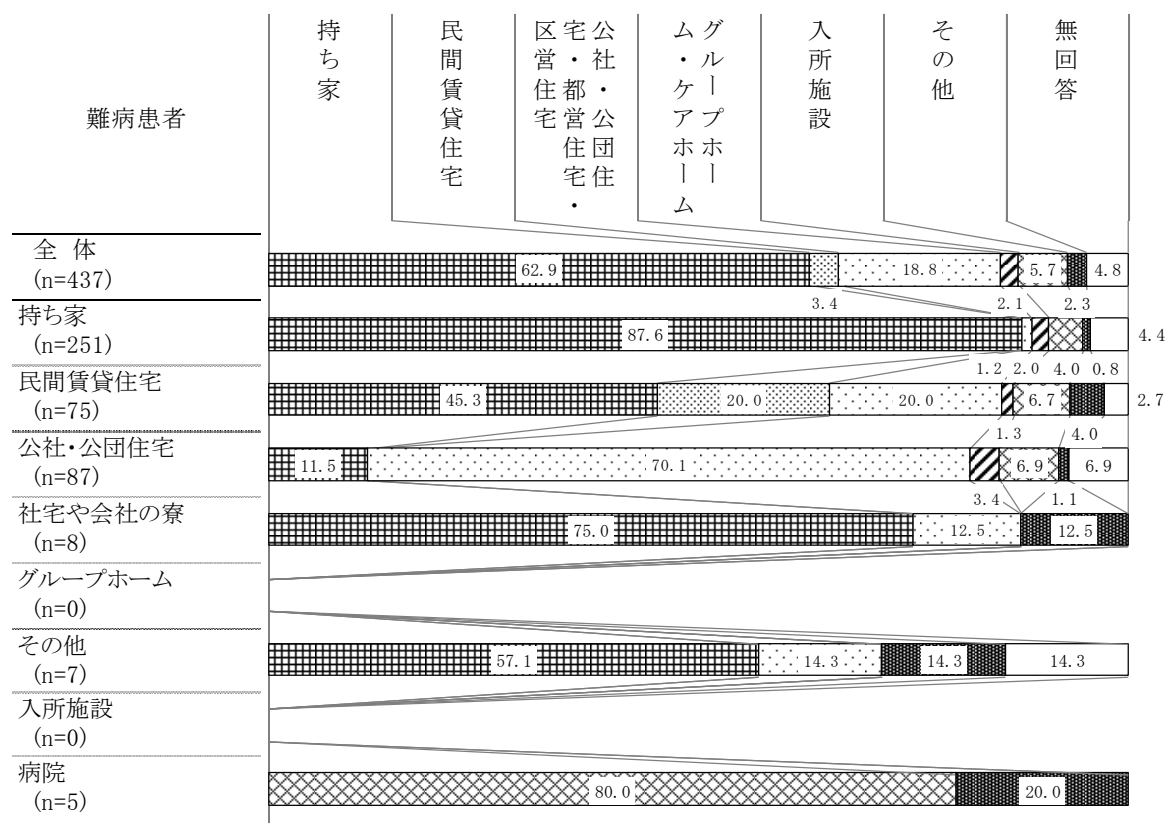 難病患者
持ち家
民間賃貸住宅
公社・公団住
宅・都営住宅・
区営住宅
グループホー
ム・ケアホーム
入所施設
その他
無回答
全 体
(n=437)
62.9
3.4
18.8
2.1
5.7
2.3
4.8
持ち家
(n=251)
87.6
1.2
2.0
4.0
0.8
4.4
民間賃貸住宅
(n=75)
45.3
20.0
20.0
1.3
6.7
4.0
2.7
公社・公団住宅
(n=87)
11.5
70.1
3.4
6.9
1.1
6.9
社宅や会社の寮
(n=8)
75.0
12.5
12.5
グループホーム
(n=0)
その他
(n=7)
57.1
14.3
14.3
14.3
入所施設
(n=0)
病院
(n=5)
80.0
20.0